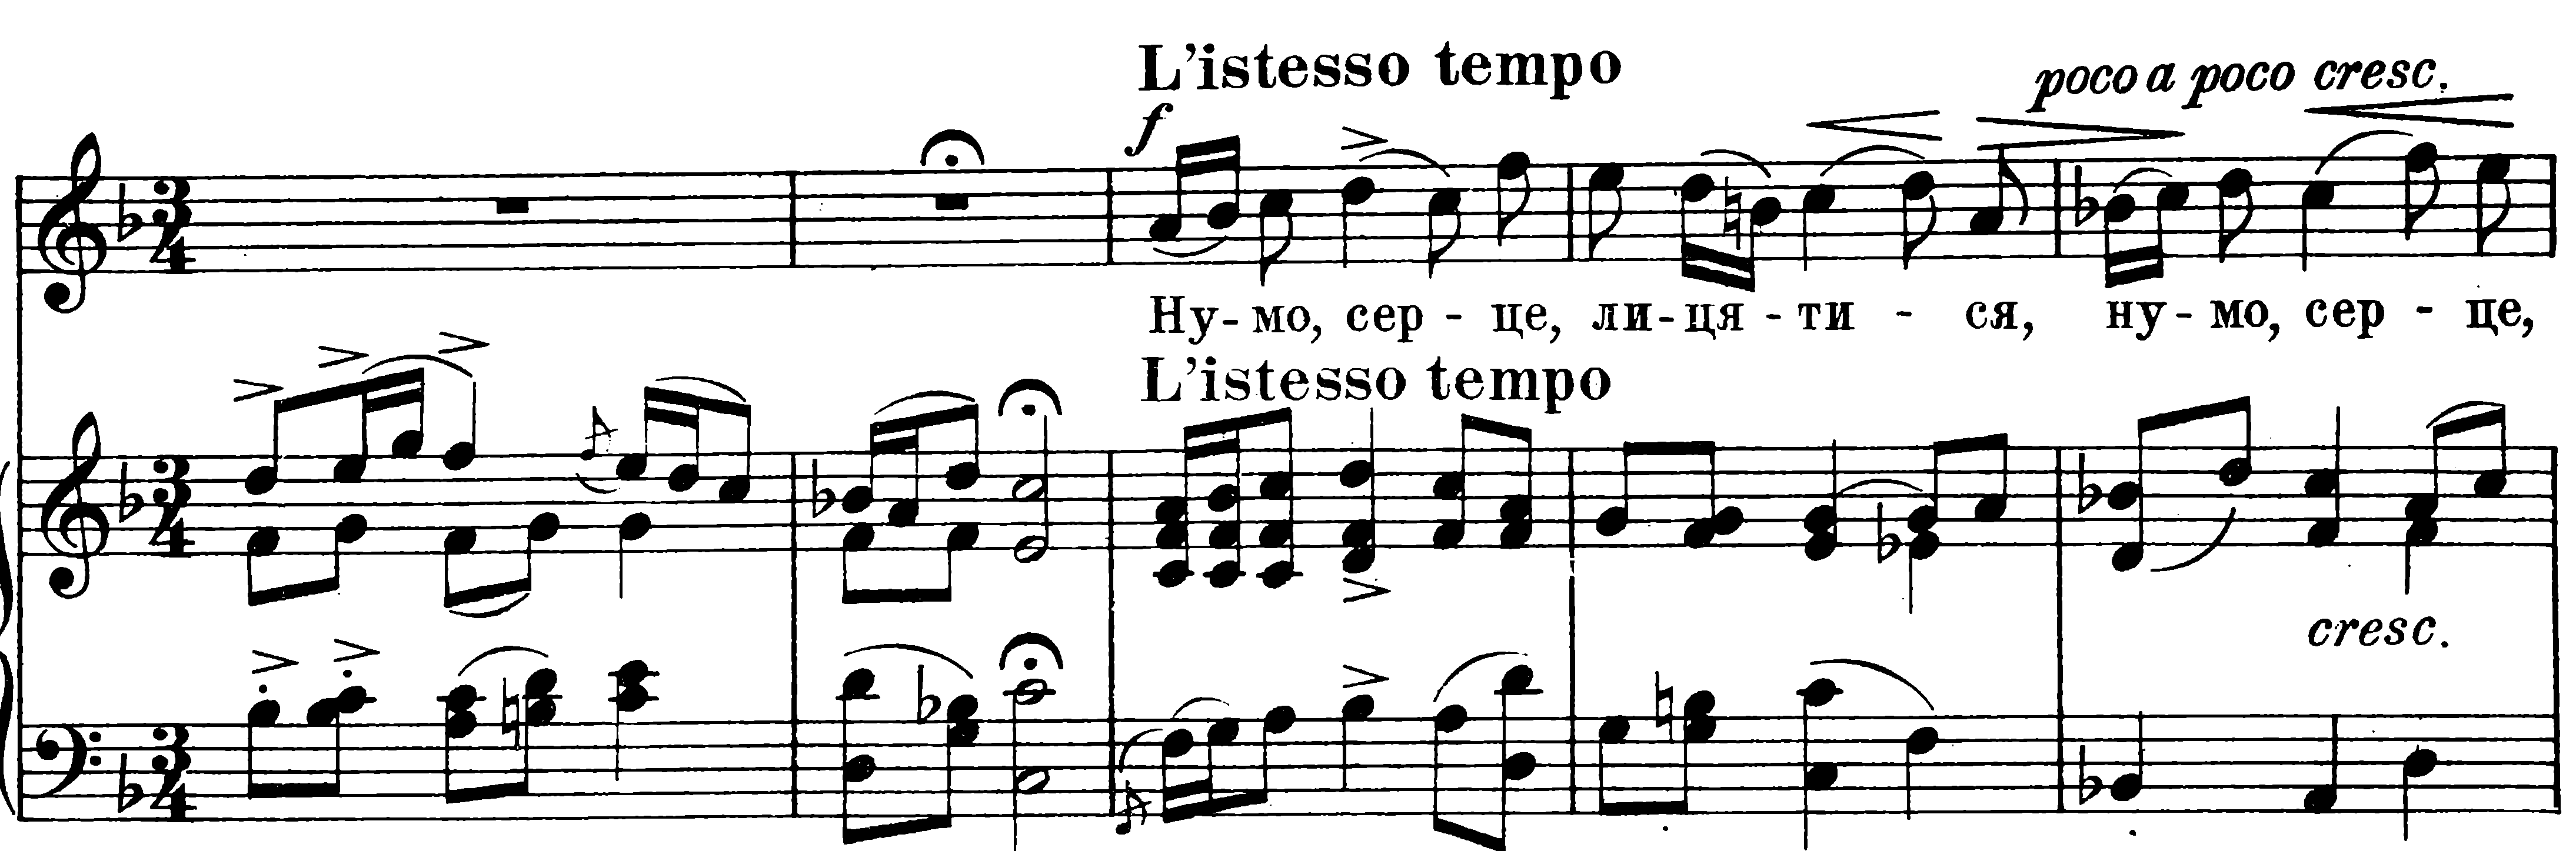 L'istesso tempo
poco a poco cresc.
f
Ну-мо, сер - це, ли-ця - ти - ся, ну-мо, сер - це,
L'istesso tempo
cresc.